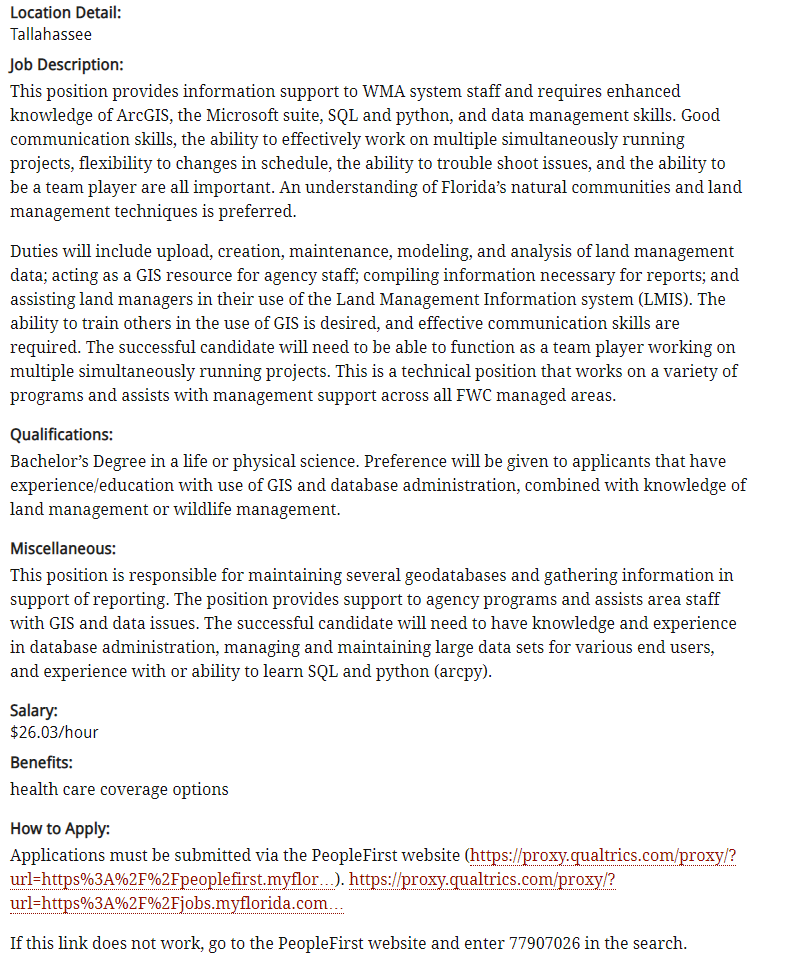 Location Detail:
Tallahassee
Job Description:
This position provides information support to WMA system staff and requires enhanced
knowledge of ArcGIS, the Microsoft suite, SQL and python, and data management skills. Good
communication skills, the ability to effectively work on multiple simultaneously running
projects, flexibility to changes in schedule, the ability to trouble shoot issues, and the ability to
be a team player are all important. An understanding of Florida’s natural communities and land
management techniques is preferred.
Duties will include upload, creation, maintenance, modeling, and analysis of land management
data; acting as a GIS resource for agency staff; compiling information necessary for reports; and
assisting land managers in their use of the Land Management Information system (LMIS). The
ability to train others in the use of GIS is desired, and effective communication skills are
required. The successful candidate will need to be able to function as a team player working on
multiple simultaneously running projects. This is a technical position that works on a variety of
programs and assists with management support across all FWC managed areas.
Qualifications:
Bachelor’s Degree in a life or physical science. Preference will be given to applicants that have
experience/education with use of GIS and database administration, combined with knowledge of
land management or wildlife management.
Miscellaneous:
This position is responsible for maintaining several geodatabases and gathering information in
support of reporting. The position provides support to agency programs and assists area staff
with GIS and data issues. The successful candidate will need to have knowledge and experience
in database administration, managing and maintaining large data sets for various end users,
and experience with or ability to learn SQL and python (arcpy).
Salary:
$26.03/hour
Benefits:
health care coverage options
How to Apply:
Applications must be submitted via the PeopleFirst website (https://proxy.qualtrics.com/proxy/?
url=https%3A%2F%2Fpeoplefirst.myflor…). https://proxy.qualtrics.com/proxy/?
url=https%3A%2F%2Fjobs.myflorida.com…
If this link does not work, go to the PeopleFirst website and enter 77907026 in the search.